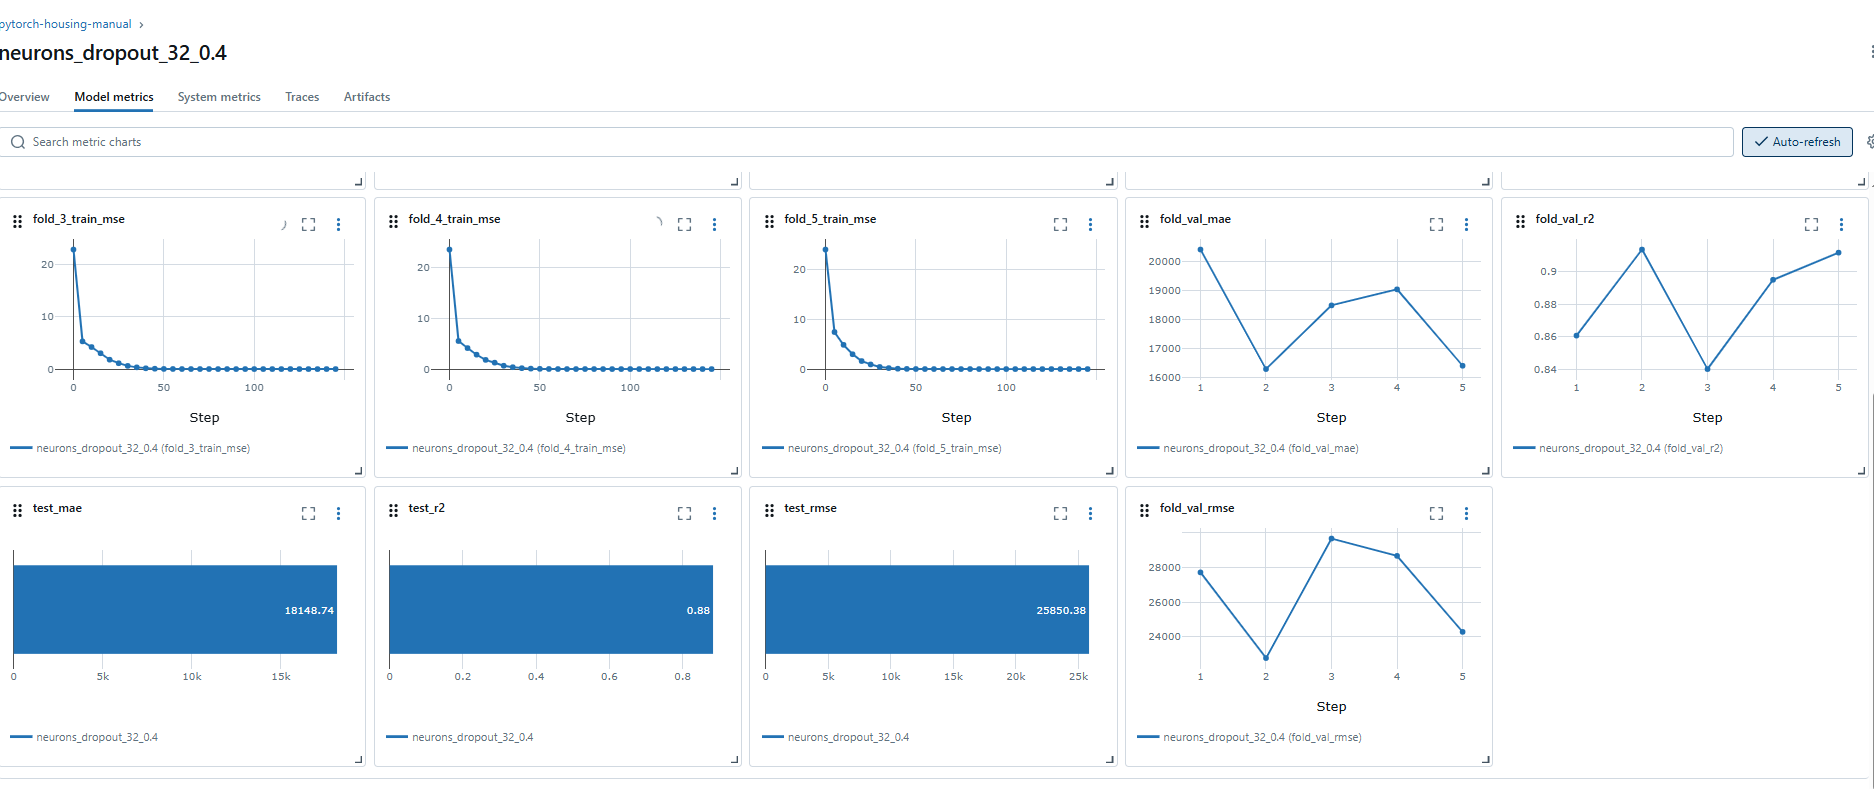 pytorch-housing-manual
neurons_dropout_32_0.4
Overview Model metrics System metrics Traces Artifacts
Search metric charts
Auto-refresh
fold_3_train_mse
20
10
0
0 50 100
Step
neurons_dropout_32_0.4 (fold_3_train_mse)
fold_4_train_mse
20
10
0
0 50 100
Step
neurons_dropout_32_0.4 (fold_4_train_mse)
fold_5_train_mse
20
10
0
0 50 100
Step
neurons_dropout_32_0.4 (fold_5_train_mse)
fold_val_mae
20000
19000
18000
17000
16000
1 2 3 4 5
Step
neurons_dropout_32_0.4 (fold_val_mae)
fold_val_r2
0.9
0.88
0.86
0.84
1 2 3 4 5
Step
neurons_dropout_32_0.4 (fold_val_r2)
test_mae
18148.74
0 5k 10k 15k
neurons_dropout_32_0.4
test_r2
0.88
0 0.2 0.4 0.6 0.8
neurons_dropout_32_0.4
test_rmse
25850.38
0 5k 10k 15k 20k 25k
neurons_dropout_32_0.4
fold_val_rmse
28000
26000
24000
1 2 3 4 5
Step
neurons_dropout_32_0.4 (fold_val_rmse)